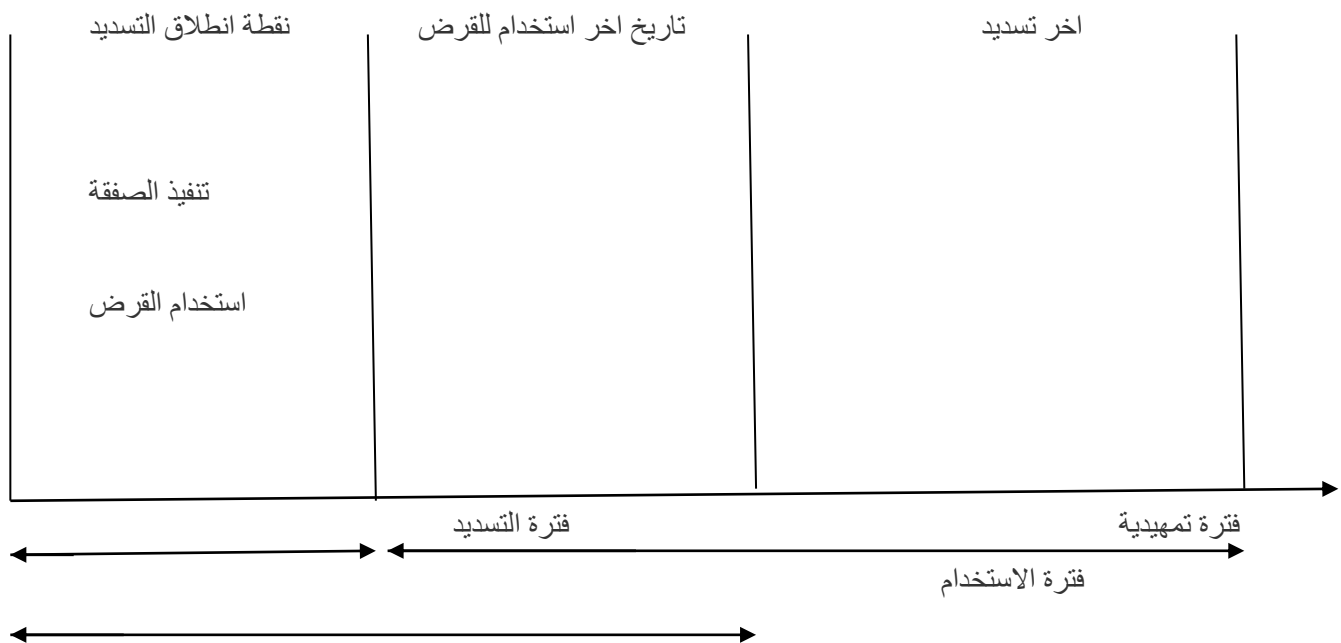 اخر تسديد تاريخ اخر استخدام للقرض نقطة انطلاق التسديد
تنفيذ الصفقة
استخدام القرض
فترة تمهيدية فترة التسديد
فترة الاستخدام